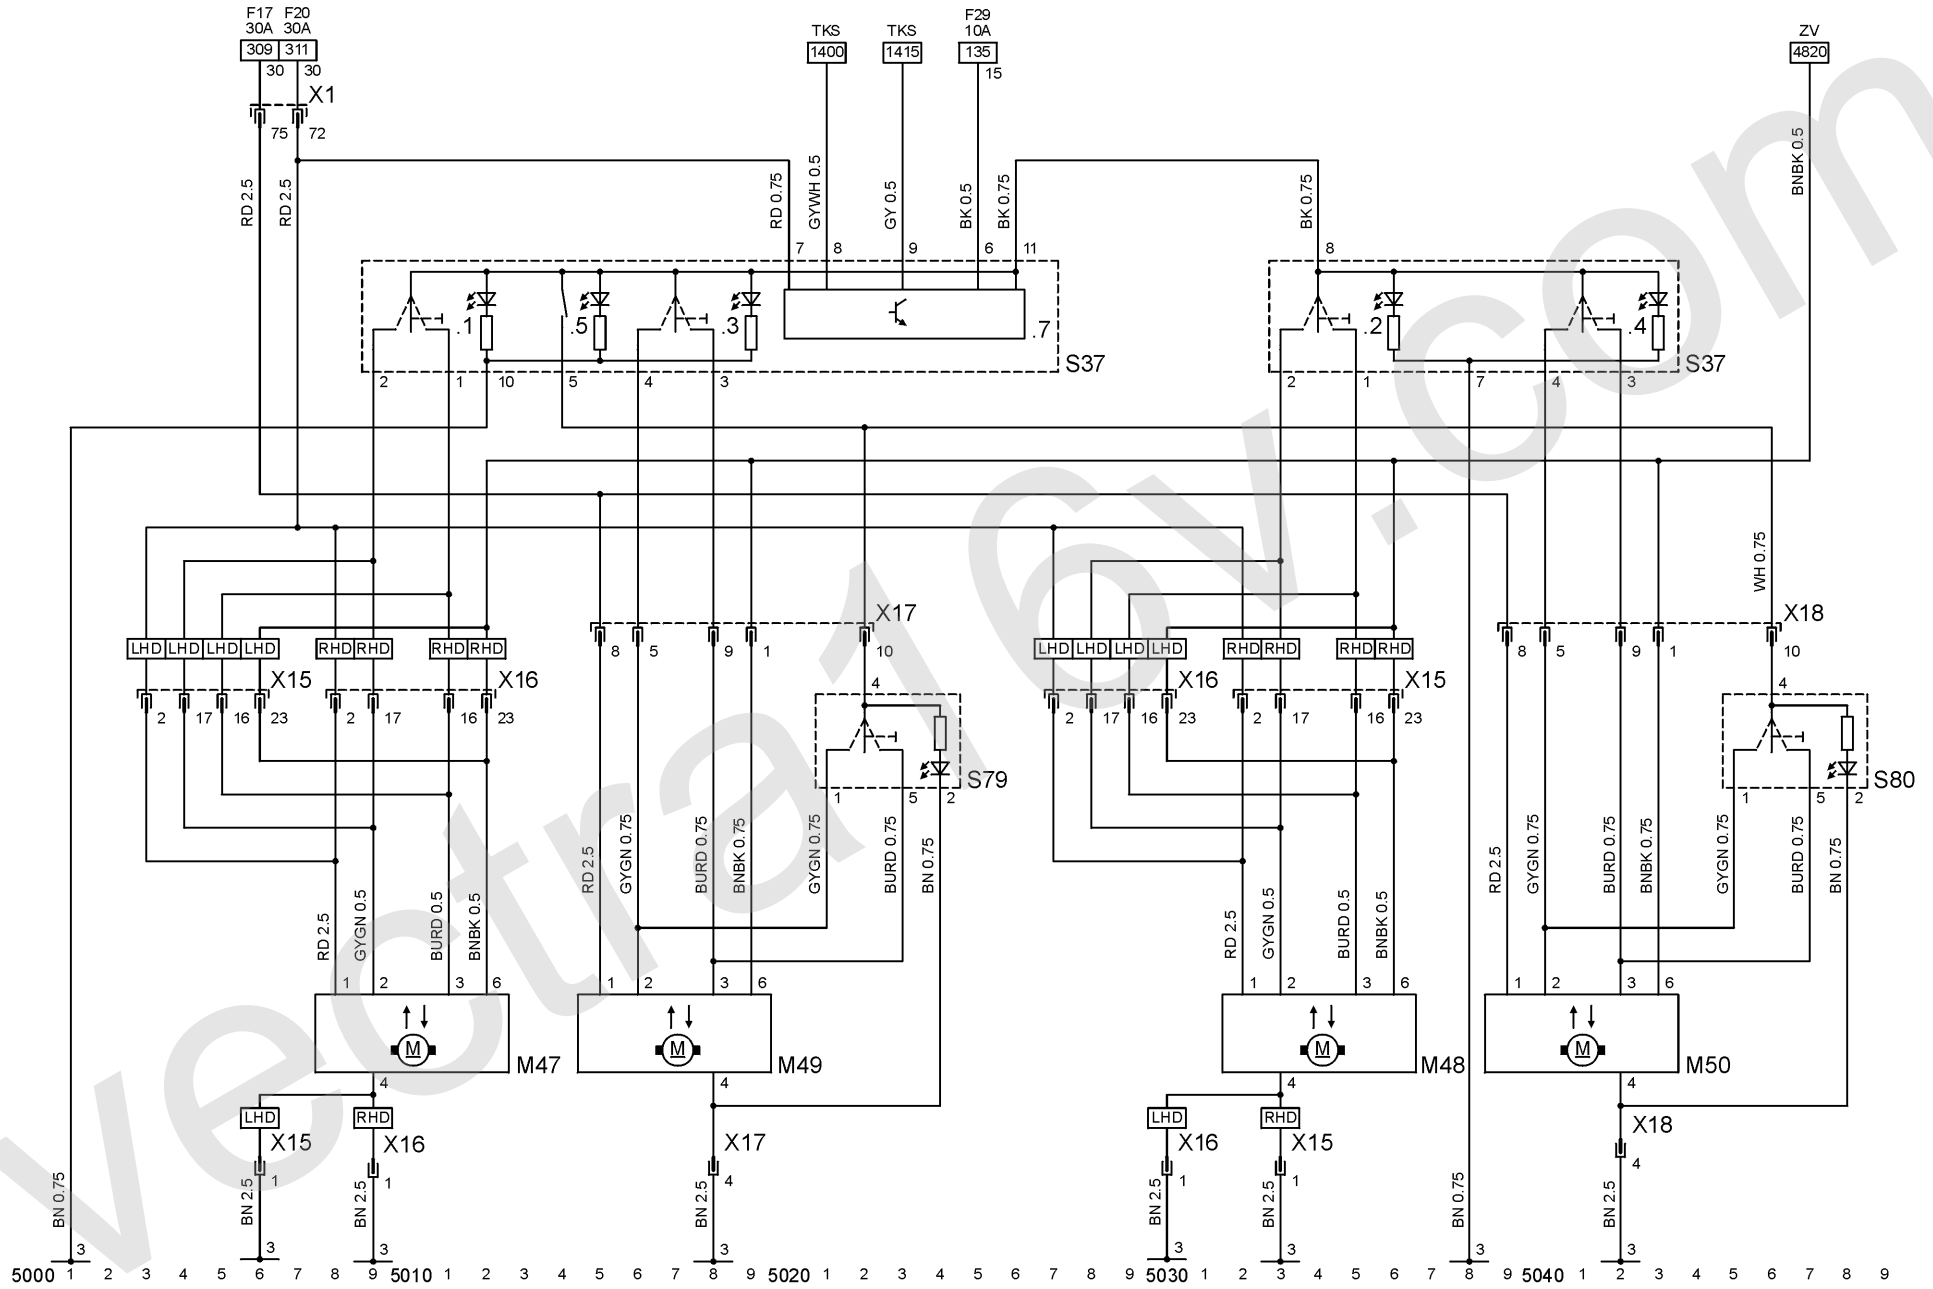 F17 F20 F29
30A 30A TKS TKS 10A ZV
309 311 1400 1415 135 4820
30 30 15
X1
75 72
RD 2.5 RD 2.5 RD 0.75 GYWH 0.5 GY 0.5 BK 0.5 BK 0.75 BK 0.75 BNBK 0.5
7 8 9 6 11 8
.1 .5 .3 .7 .2 .4
S37 S37
2 1 10 5 4 3 2 1 7 4 3
WH 0.75
X17 X18
8 5 9 1 10 8 5 9 1 10
LHD LHD LHD LHD RHD RHD RHD RHD LHD LHD LHD LHD RHD RHD RHD RHD
X15 X16 X16 X15
4 4
2 17 16 23 2 17 16 23 2 17 16 23 2 17 16 23
S79 S80
1 5 2 1 5 2
RD 2.5 GYGN 0.75 BURD 0.75 BNBK 0.75 GYGN 0.75 BURD 0.75 BN 0.75 RD 2.5 GYGN 0.75 BURD 0.75 BNBK 0.75 GYGN 0.75 BURD 0.75 BN 0.75
RD 2.5 GYGN 0.5 BURD 0.5 BNBK 0.5 RD 2.5 GYGN 0.5 BURD 0.5 BNBK 0.5
1 2 3 6 1 2 3 6 1 2 3 6 1 2 3 6
M M M M
M47 M49 M48 M50
4 4 4 4
LHD RHD LHD RHD
X15 X16 X17 X16 X15 X18
1 1 4 1 1 4
BN 0.75 BN 2.5 BN 2.5 BN 2.5 BN 2.5 BN 2.5 BN 0.75 BN 2.5
3 3 3 3 3 3 3 3
5000 1 2 3 4 5 6 7 8 9 5010 1 2 3 4 5 6 7 8 9 5020 1 2 3 4 5 6 7 8 9 5030 1 2 3 4 5 6 7 8 9 5040 1 2 3 4 5 6 7 8 9
vectra16v.com